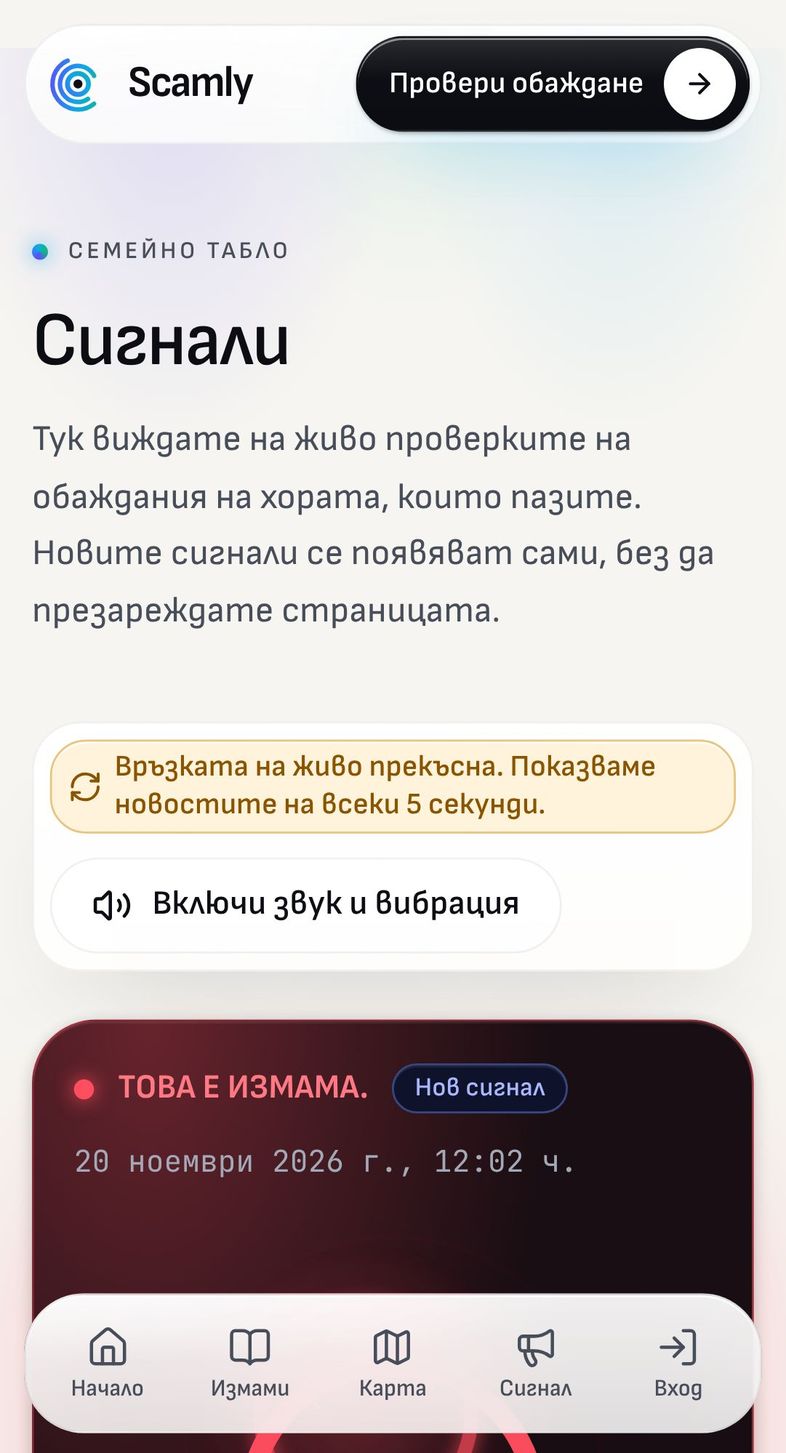 Scamly
Провери обаждане
СЕМЕЙНО ТАБЛО
Сигнали
Тук виждате на живо проверките на
обаждания на хората, които пазите.
Новите сигнали се появяват сами, без да
презареждате страницата.
Връзката на живо прекъсна. Показваме
новостите на всеки 5 секунди.
Включи звук и вибрация
ТОВА Е ИЗМАМА.
Нов сигнал
20 ноември 2026 г., 12:02 ч.
Начало
Измами
Карта
Сигнал
Вход